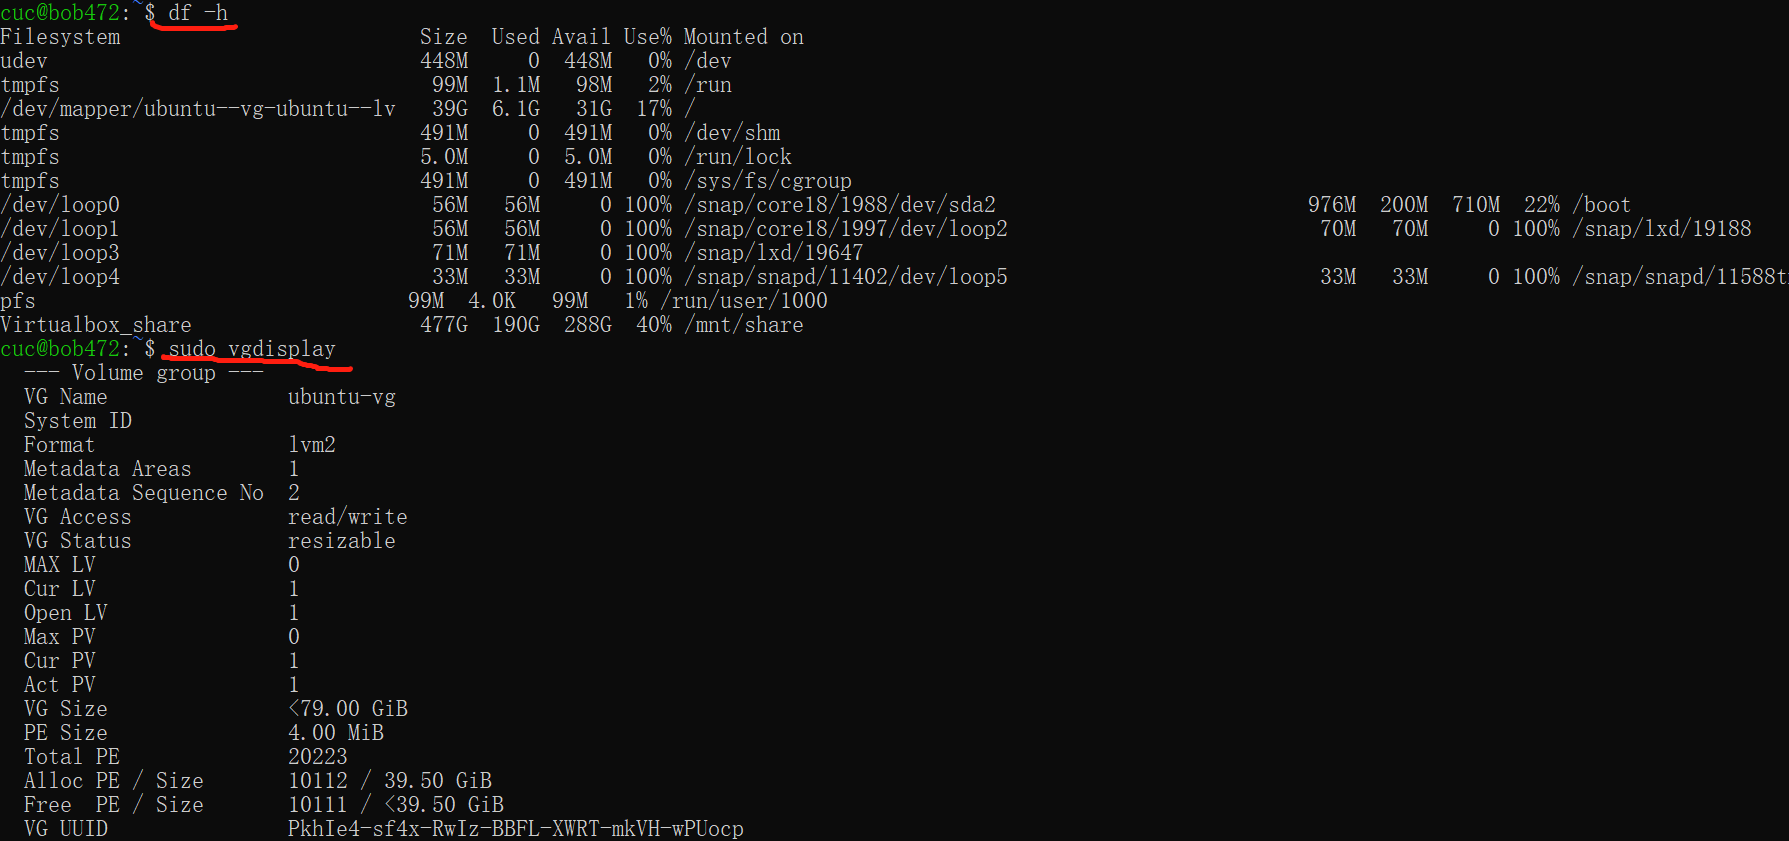 cuc@bob472:~$ df -h
Filesystem                         Size  Used Avail Use% Mounted on
udev                               448M     0  448M   0% /dev
tmpfs                               99M  1.1M   98M   2% /run
/dev/mapper/ubuntu--vg-ubuntu--lv   39G  6.1G   31G  17% /
tmpfs                              491M     0  491M   0% /dev/shm
tmpfs                              5.0M     0  5.0M   0% /run/lock
tmpfs                              491M     0  491M   0% /sys/fs/cgroup
/dev/loop0                          56M   56M     0 100% /snap/core18/1988/dev/sda2                          976M  200M  710M  22% /boot
/dev/loop1                          56M   56M     0 100% /snap/core18/1997/dev/loop2                          70M   70M     0 100% /snap/lxd/19188
/dev/loop3                          71M   71M     0 100% /snap/lxd/19647
/dev/loop4                          33M   33M     0 100% /snap/snapd/11402/dev/loop5                          33M   33M     0 100% /snap/snapd/11588t
pfs                               99M  4.0K   99M   1% /run/user/1000
Virtualbox_share                   477G  190G  288G  40% /mnt/share
cuc@bob472:~$ sudo vgdisplay
  --- Volume group ---
  VG Name               ubuntu-vg
  System ID
  Format                lvm2
  Metadata Areas        1
  Metadata Sequence No  2
  VG Access             read/write
  VG Status             resizable
  MAX LV                0
  Cur LV                1
  Open LV               1
  Max PV                0
  Cur PV                1
  Act PV                1
  VG Size               <79.00 GiB
  PE Size               4.00 MiB
  Total PE              20223
  Alloc PE / Size       10112 / 39.50 GiB
  Free  PE / Size       10111 / <39.50 GiB
  VG UUID               PkhIe4-sf4x-RwIz-BBFL-XWRT-mkVH-wPUocp